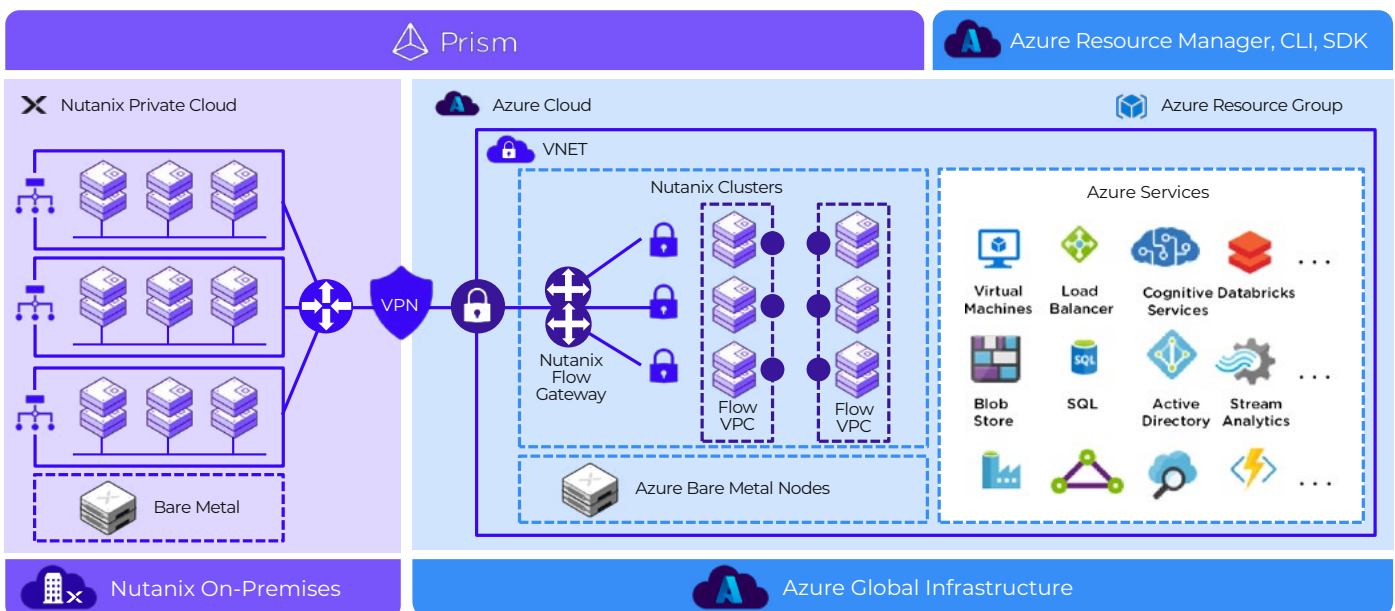 Prism
Azure Resource Manager, CLI, SDK
Nutanix Private Cloud
Azure Cloud
Azure Resource Group
VNET
Nutanix Clusters
Azure Services
VPN
Nutanix
Flow
Gateway
Flow
VPC
Flow
VPC
Virtual
Machines
Load
Balancer
Cognitive
Services
Databricks
...
Blob
Store
SQL
SQL
Active
Directory
Stream
Analytics
...
...
Bare Metal
Azure Bare Metal Nodes
Nutanix On-Premises
Azure Global Infrastructure